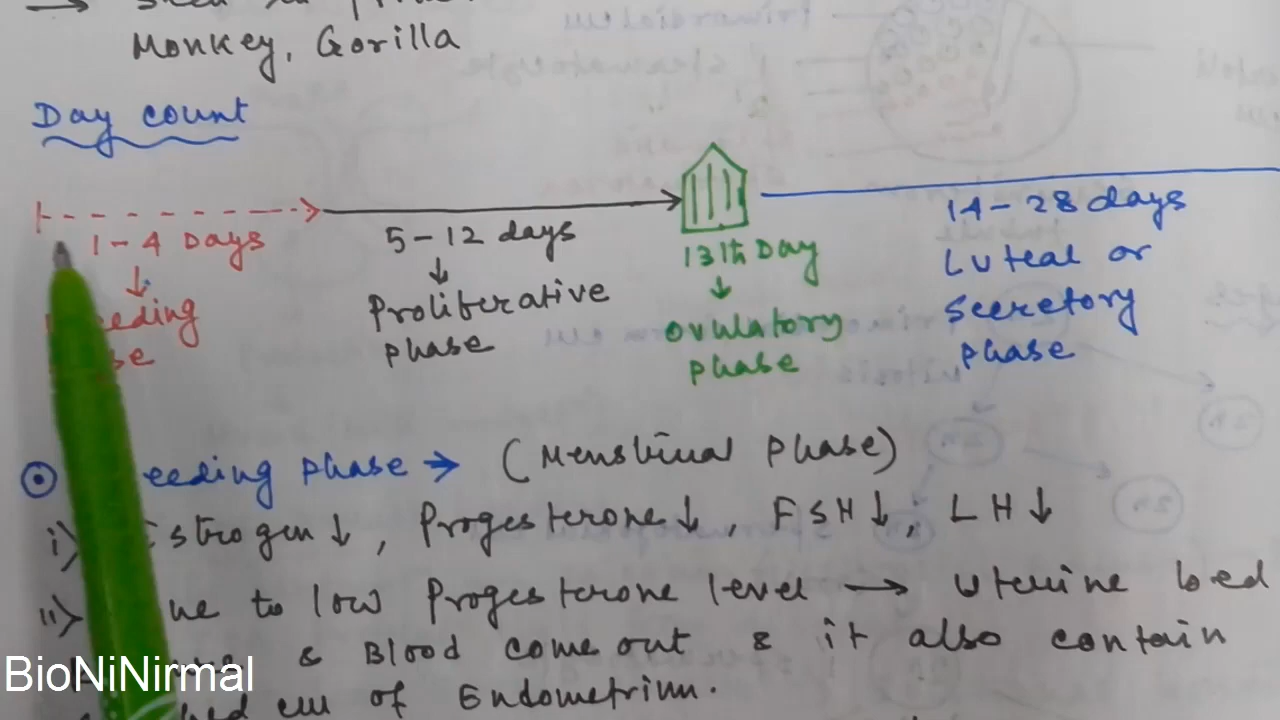 Monkey, Gorilla
Day count
1-4 Days
5-12 days
Proliferative
phase
13th Day
ovulatory
phase
14-28 days
Luteal or
Secretory
phase
phase → (Menstrual phase)
i) Progesterone↓, FSH↓, LH↓
ii) to low Progesterone level → Uterine bed
& Blood come out & it also contain
of Endometrium.
BioNiNirmal